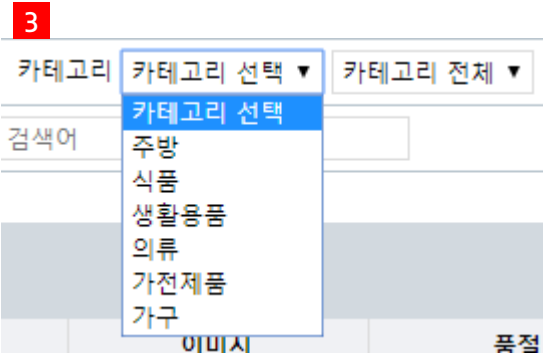 3
카테고리 카테고리 선택 ▼ 카테고리 전체 ▼
카테고리 선택
검색어
주방
식품
생활용품
의류
가전제품
가구
이미지 품절